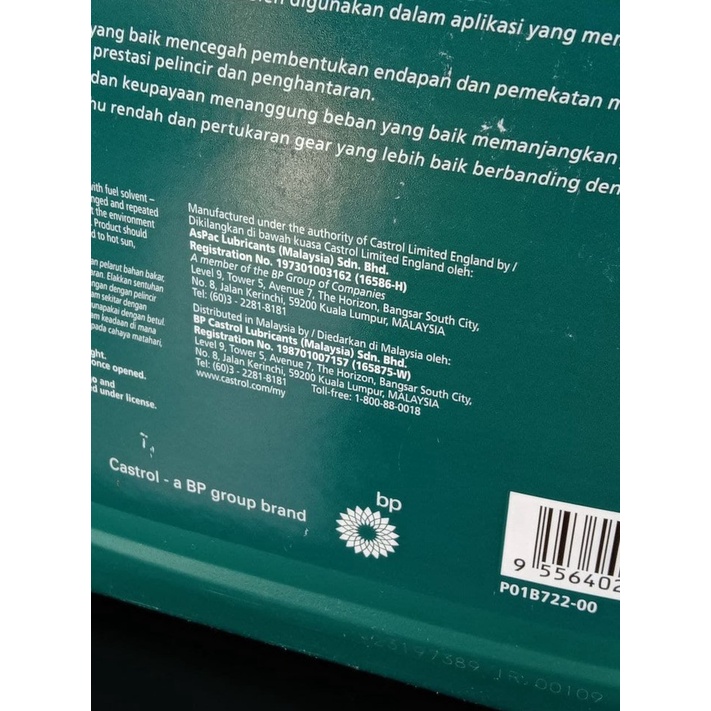 digunakan dalam aplikasi yang
yang baik mencegah pembentukan endapan dan pemekatan
prestasi pelincir dan penghantaran.
dan keupayaan menanggung beban yang baik memanjangkan
rendah dan pertukaran gear yang lebih baik berbanding
with fuel solvent –
and repeated
the environment
Product should
to hot sun,
pelarut bahan bakar,
Elakkan sentuhan
dengan pelincir
sekitar dengan
betul.
keadaan di mana
pada cahaya matahari,
once opened.
and
under license.
Manufactured under the authority of Castrol Limited England by /
Dikilangkan di bawah kuasa Castrol Limited England oleh:
AsPac Lubricants (Malaysia) Sdn. Bhd.
Registration No. 197301003162 (16586-H)
A member of the BP Group of Companies
Level 9, Tower 5, Avenue 7, The Horizon, Bangsar South City,
No. 8, Jalan Kerinchi, 59200 Kuala Lumpur, MALAYSIA
Tel: (60)3 - 2281-8181
Distributed in Malaysia by / Diedarkan di Malaysia oleh:
BP Castrol Lubricants (Malaysia) Sdn. Bhd.
Registration No. 198701007157 (165875-W)
Level 9, Tower 5, Avenue 7, The Horizon, Bangsar South City,
No. 8, Jalan Kerinchi, 59200 Kuala Lumpur, MALAYSIA
Tel: (60)3 - 2281-8181 Toll-free: 1-800-88-0018
www.castrol.com/my
Castrol - a BP group brand
bp
9 556402
P01B722-00